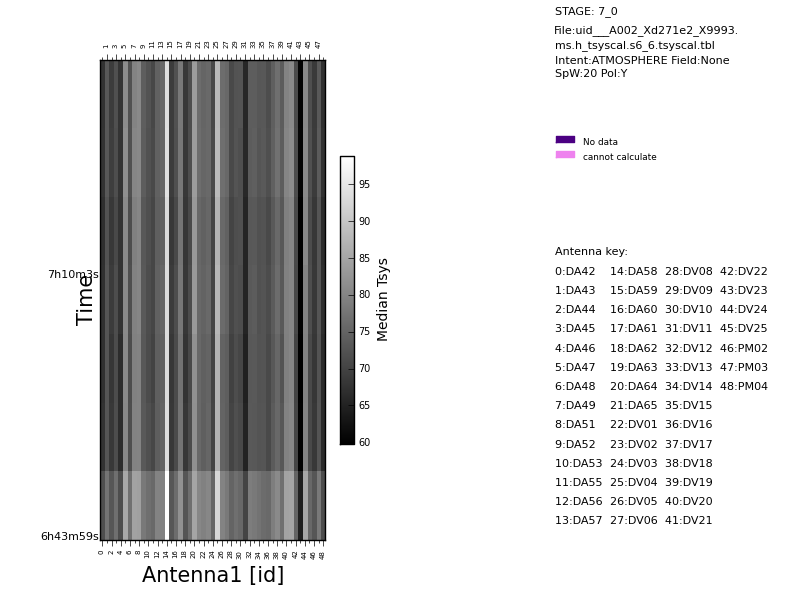 STAGE: 7_0
File:uid___A002_Xd271e2_X9993.
ms.h_tsyscal.s6_6.tsyscal.tbl
Intent:ATMOSPHERE Field:None
SpW:20 Pol:Y
1 3 5 7 9 11 13 15 17 19 21 23 25 27 29 31 33 35 37 39 41 43 45 47
No data
cannot calculate
95
90
85
80
75
70
65
60
Median Tsys
7h10m3s
Time
6h43m59s
0 2 4 6 8 10 12 14 16 18 20 22 24 26 28 30 32 34 36 38 40 42 44 46 48
Antenna1 [id]
Antenna key:
0:DA42 14:DA58 28:DV08 42:DV22
1:DA43 15:DA59 29:DV09 43:DV23
2:DA44 16:DA60 30:DV10 44:DV24
3:DA45 17:DA61 31:DV11 45:DV25
4:DA46 18:DA62 32:DV12 46:PM02
5:DA47 19:DA63 33:DV13 47:PM03
6:DA48 20:DA64 34:DV14 48:PM04
7:DA49 21:DA65 35:DV15
8:DA51 22:DV01 36:DV16
9:DA52 23:DV02 37:DV17
10:DA53 24:DV03 38:DV18
11:DA55 25:DV04 39:DV19
12:DA56 26:DV05 40:DV20
13:DA57 27:DV06 41:DV21